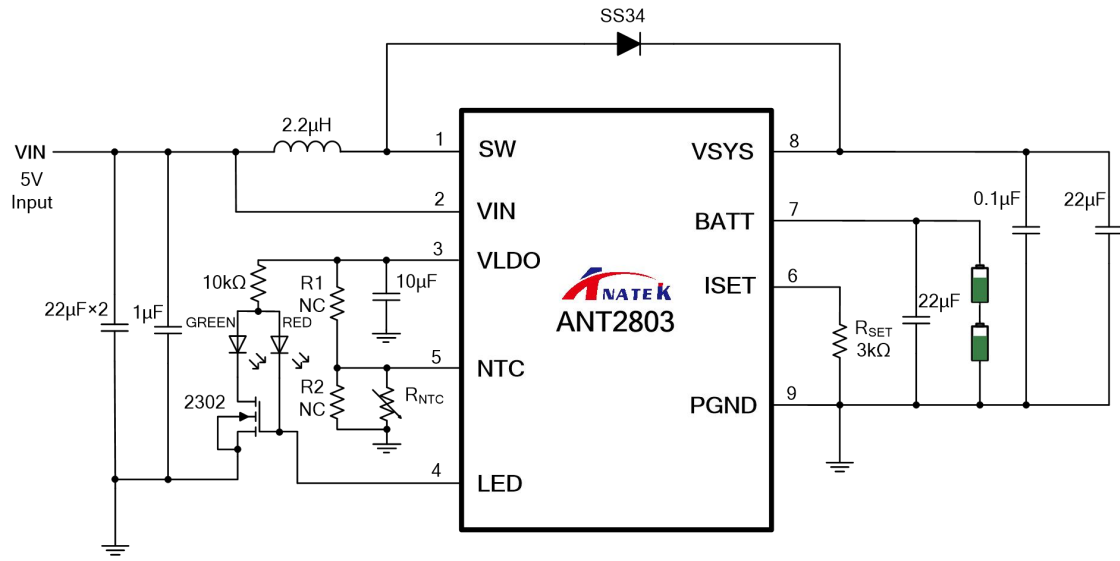 SS34
2.2μH
1
SW
VSYS
8
VIN
5V
Input
2
VIN
BATT
7
0.1μF
22μF
3
VLDO
10kΩ
R1
NC
10μF
ISET
6
ANATEK
ANT2803
22μF×2
1μF
GREEN
RED
22μF
RSET
3kΩ
5
NTC
R2
NC
RNTC
2302
PGND
9
4
LED